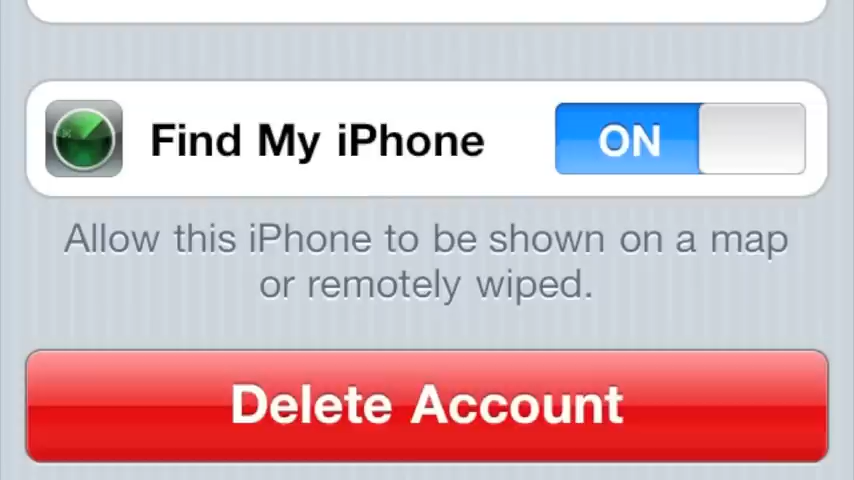 Find My iPhone ON
Allow this iPhone to be shown on a map
or remotely wiped.
Delete Account